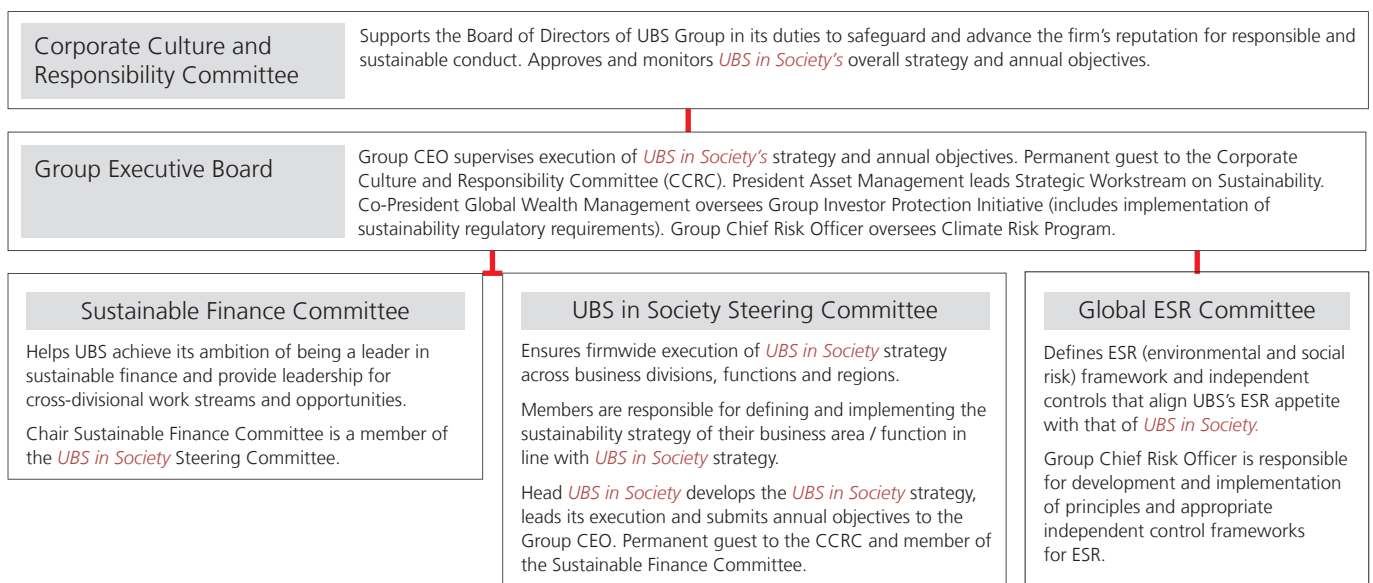 Corporate Culture and
Responsibility Committee
Supports the Board of Directors of UBS Group in its duties to safeguard and advance the firm’s reputation for responsible and
sustainable conduct. Approves and monitors UBS in Society’s overall strategy and annual objectives.
Group Executive Board
Group CEO supervises execution of UBS in Society’s strategy and annual objectives. Permanent guest to the Corporate
Culture and Responsibility Committee (CCRC). President Asset Management leads Strategic Workstream on Sustainability.
Co-President Global Wealth Management oversees Group Investor Protection Initiative (includes implementation of
sustainability regulatory requirements). Group Chief Risk Officer oversees Climate Risk Program.
Sustainable Finance Committee
Helps UBS achieve its ambition of being a leader in
sustainable finance and provide leadership for
cross-divisional work streams and opportunities.
Chair Sustainable Finance Committee is a member of
the UBS in Society Steering Committee.
UBS in Society Steering Committee
Ensures firmwide execution of UBS in Society strategy
across business divisions, functions and regions.
Members are responsible for defining and implementing the
sustainability strategy of their business area / function in
line with UBS in Society strategy.
Head UBS in Society develops the UBS in Society strategy,
leads its execution and submits annual objectives to the
Group CEO. Permanent guest to the CCRC and member of
the Sustainable Finance Committee.
Global ESR Committee
Defines ESR (environmental and social
risk) framework and independent
controls that align UBS’s ESR appetite
with that of UBS in Society.
Group Chief Risk Officer is responsible
for development and implementation
of principles and appropriate
independent control frameworks
for ESR.